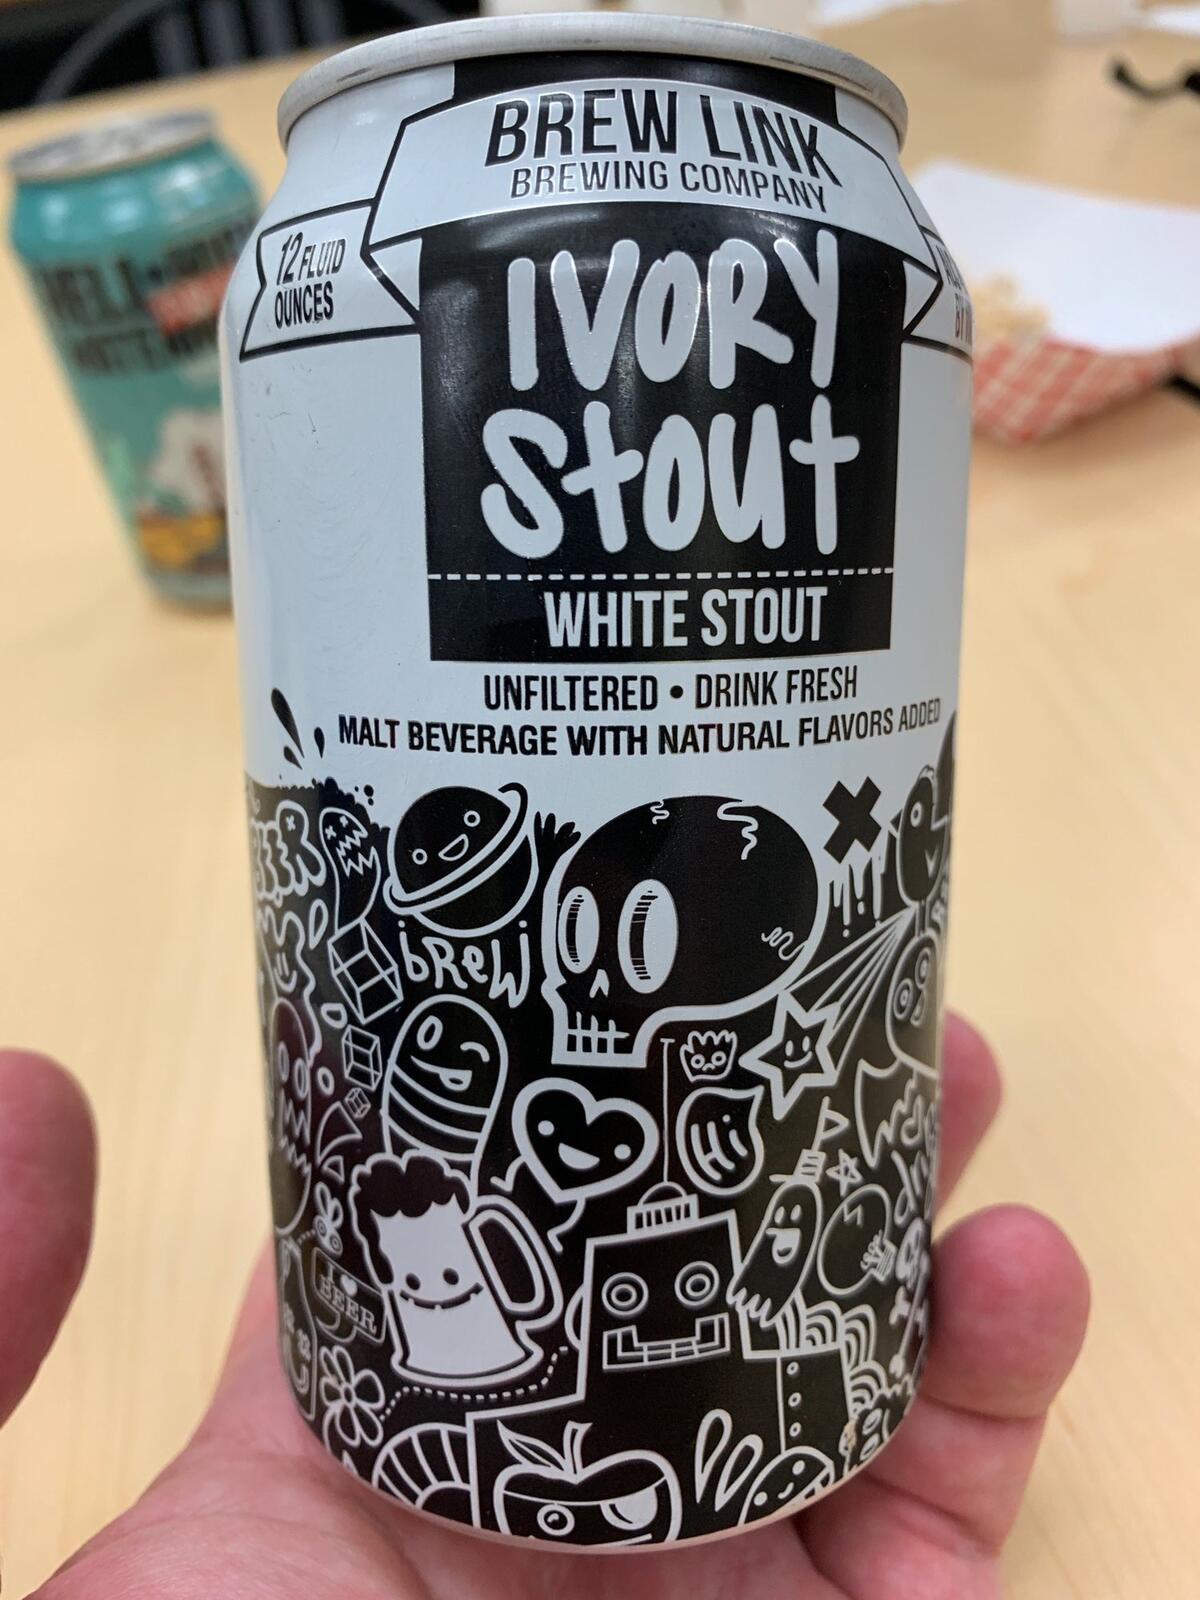 BREW LINK
BREWING COMPANY
12 FLUID
OUNCES
IVORY
Stout
WHITE STOUT
UNFILTERED • DRINK FRESH
MALT BEVERAGE WITH NATURAL FLAVORS ADDED
BEER
bRew
Hi
I ♥
BEER